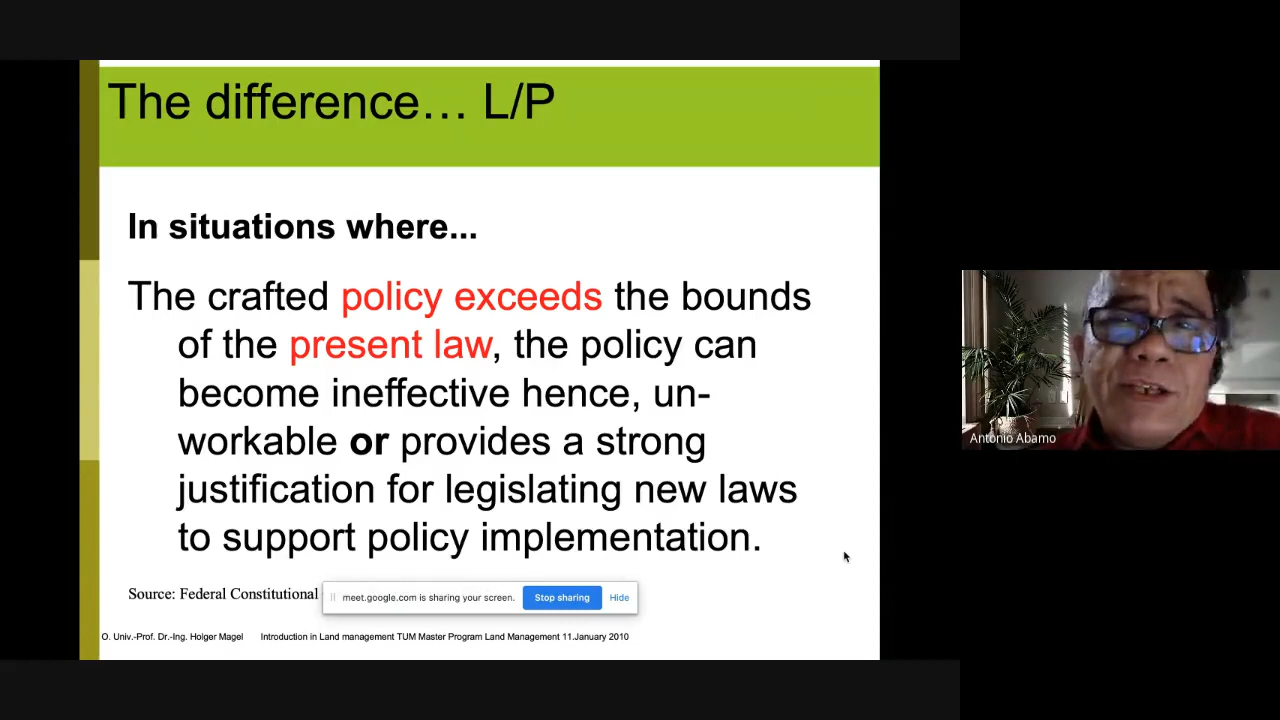 The difference… L/P
In situations where...
The crafted policy exceeds the bounds
of the present law, the policy can
become ineffective hence, un-
workable or provides a strong
justification for legislating new laws
to support policy implementation.
Source: Federal Constitutional
meet.google.com is sharing your screen.
Stop sharing
Hide
O. Univ.-Prof. Dr.-Ing. Holger Magel
Introduction in Land management TUM Master Program Land Management 11.January 2010
Antonio Abamo